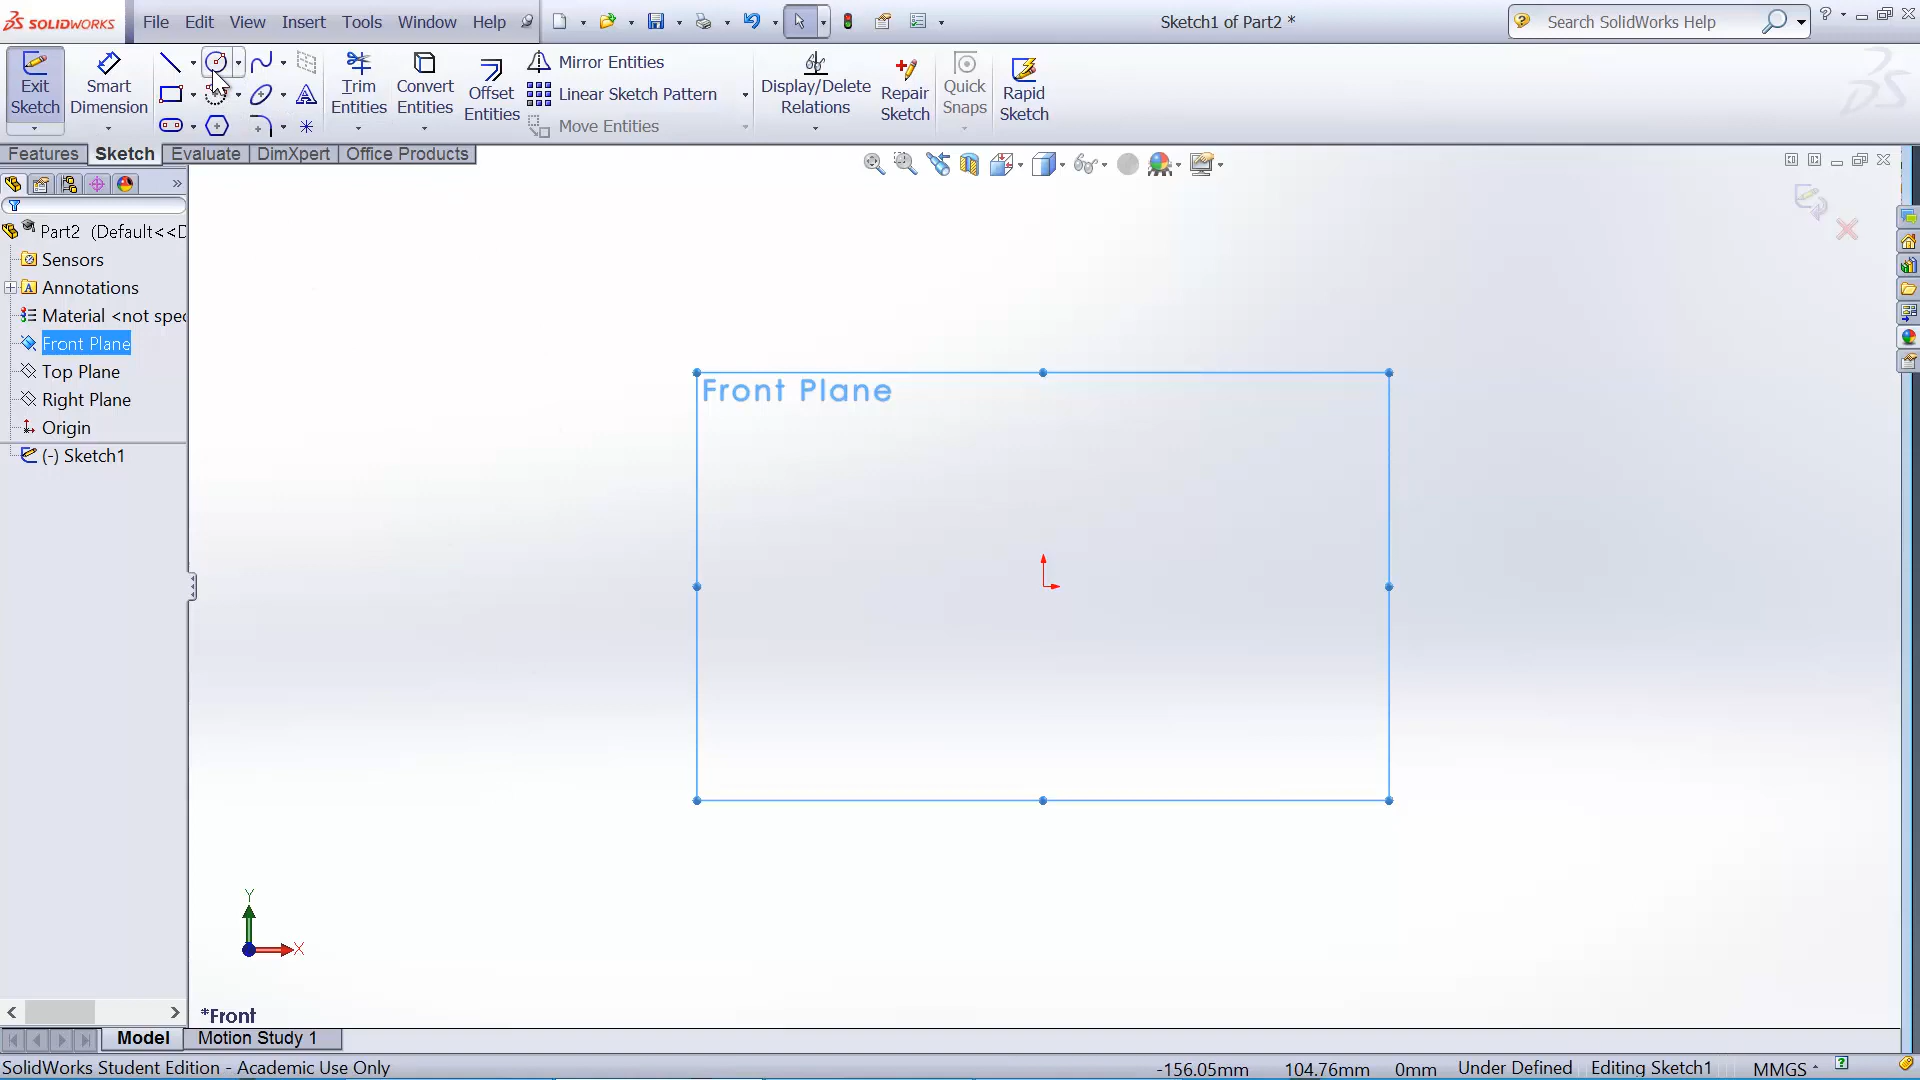 SOLIDWORKS File Edit View Insert Tools Window Help Sketch1 of Part2 * Search SolidWorks Help
Exit Sketch
Smart Dimension
Trim Entities
Convert Entities
Offset Entities
Mirror Entities
Linear Sketch Pattern
Move Entities
Display/Delete Relations
Repair Sketch
Quick Snaps
Rapid Sketch
Features Sketch Evaluate DimXpert Office Products
Part2 (Default<<D
Sensors
Annotations
Material <not spec
Front Plane
Top Plane
Right Plane
Origin
(-) Sketch1
Front Plane
Y
X
*Front
Model Motion Study 1
SolidWorks Student Edition - Academic Use Only -156.05mm 104.76mm 0mm Under Defined Editing Sketch1 MMGS